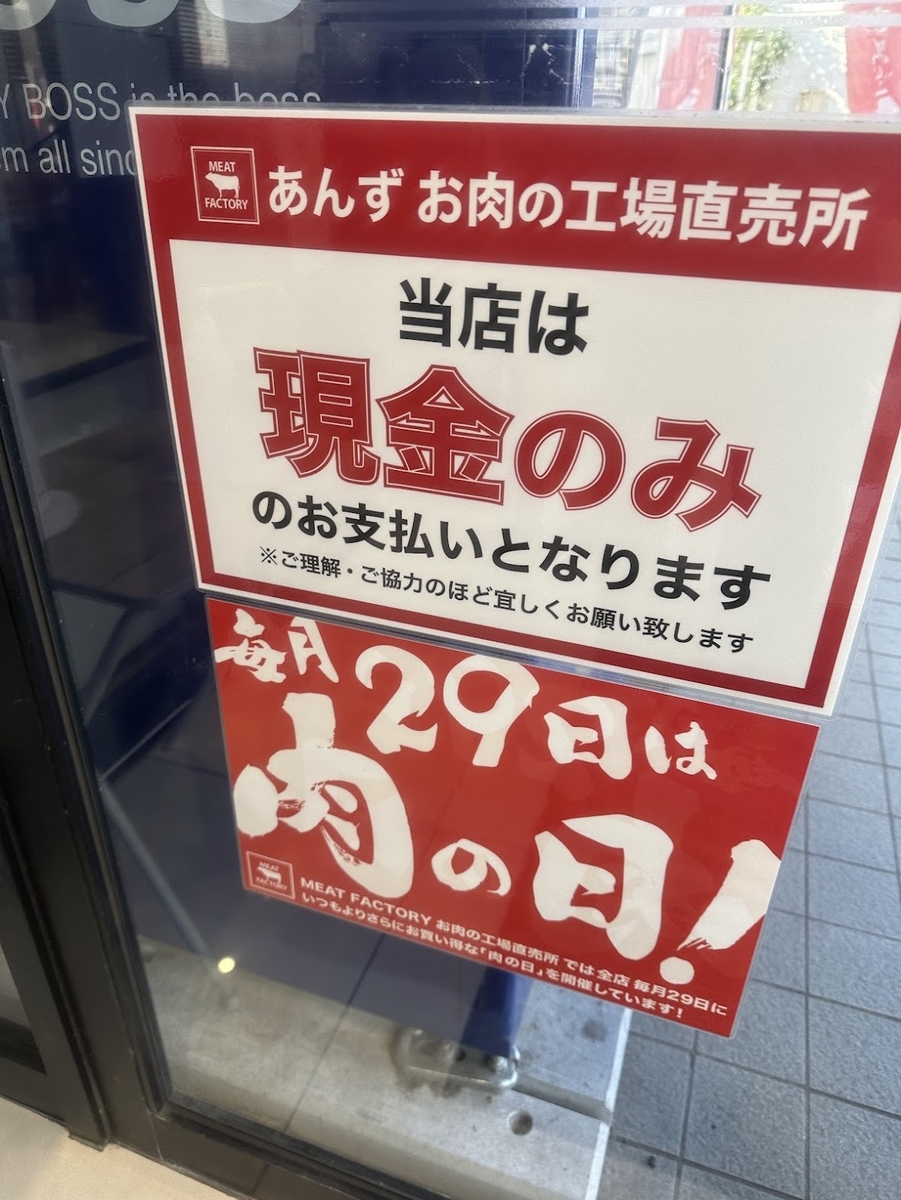 Y BOSS is the boss
em all sinc
MEAT
FACTORY
あんず お肉の工場直売所
当店は
現金のみ
のお支払いとなります
※ご理解・ご協力のほど宜しくお願い致します
毎月29日は
肉の日!
MEAT
FACTORY
MEAT FACTORY お肉の工場直売所 では 全店 毎月29日に
いつもよりさらにお買い得な「肉の日」を開催しています!